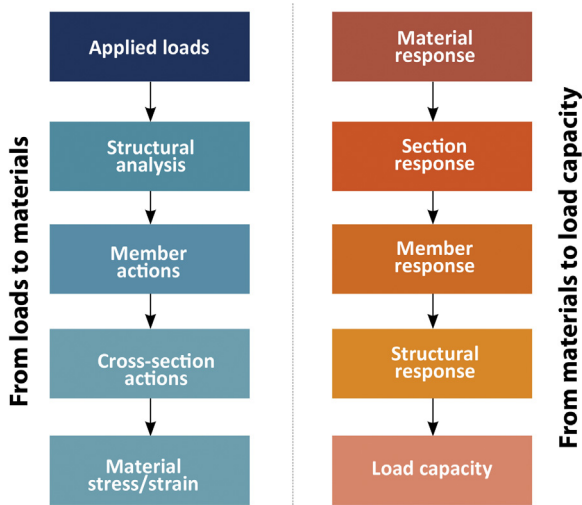 From loads to materials
Applied loads
Structural
analysis
Member
actions
Cross-section
actions
Material
stress/strain
Material
response
Section
response
Member
response
Structural
response
Load capacity
From materials to load capacity